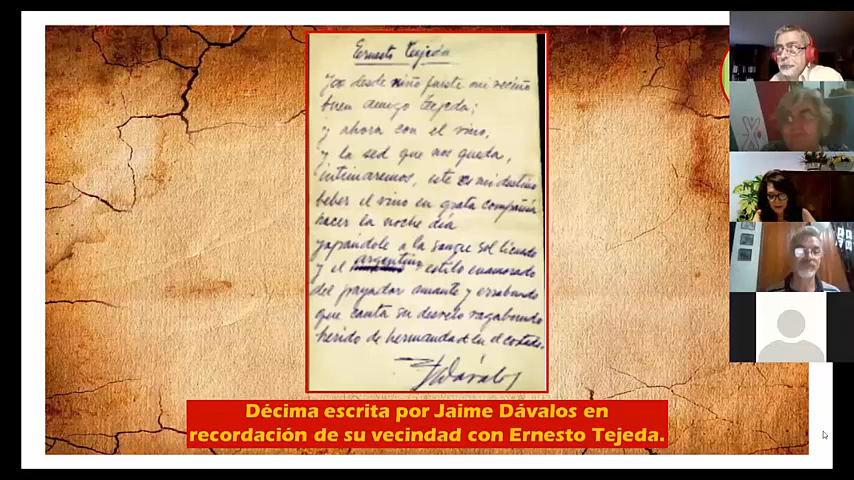 Ernesto Tejeda
desde niño fuiste mi vecino
buen amigo Tejeda;
y ahora con el vino,
y la sed que nos queda,
intimaremos, este es mi destino
beber el vino en grata compañía
hacer la noche día
yapándole a la sangre sol licuado
y el argentino estilo enamorado
del payador amante y errabundo
que canta su desvelo vagabundo
herido de hermandad en el costado.
JDávalos
Décima escrita por Jaime Dávalos en
recordación de su vecindad con Ernesto Tejeda.